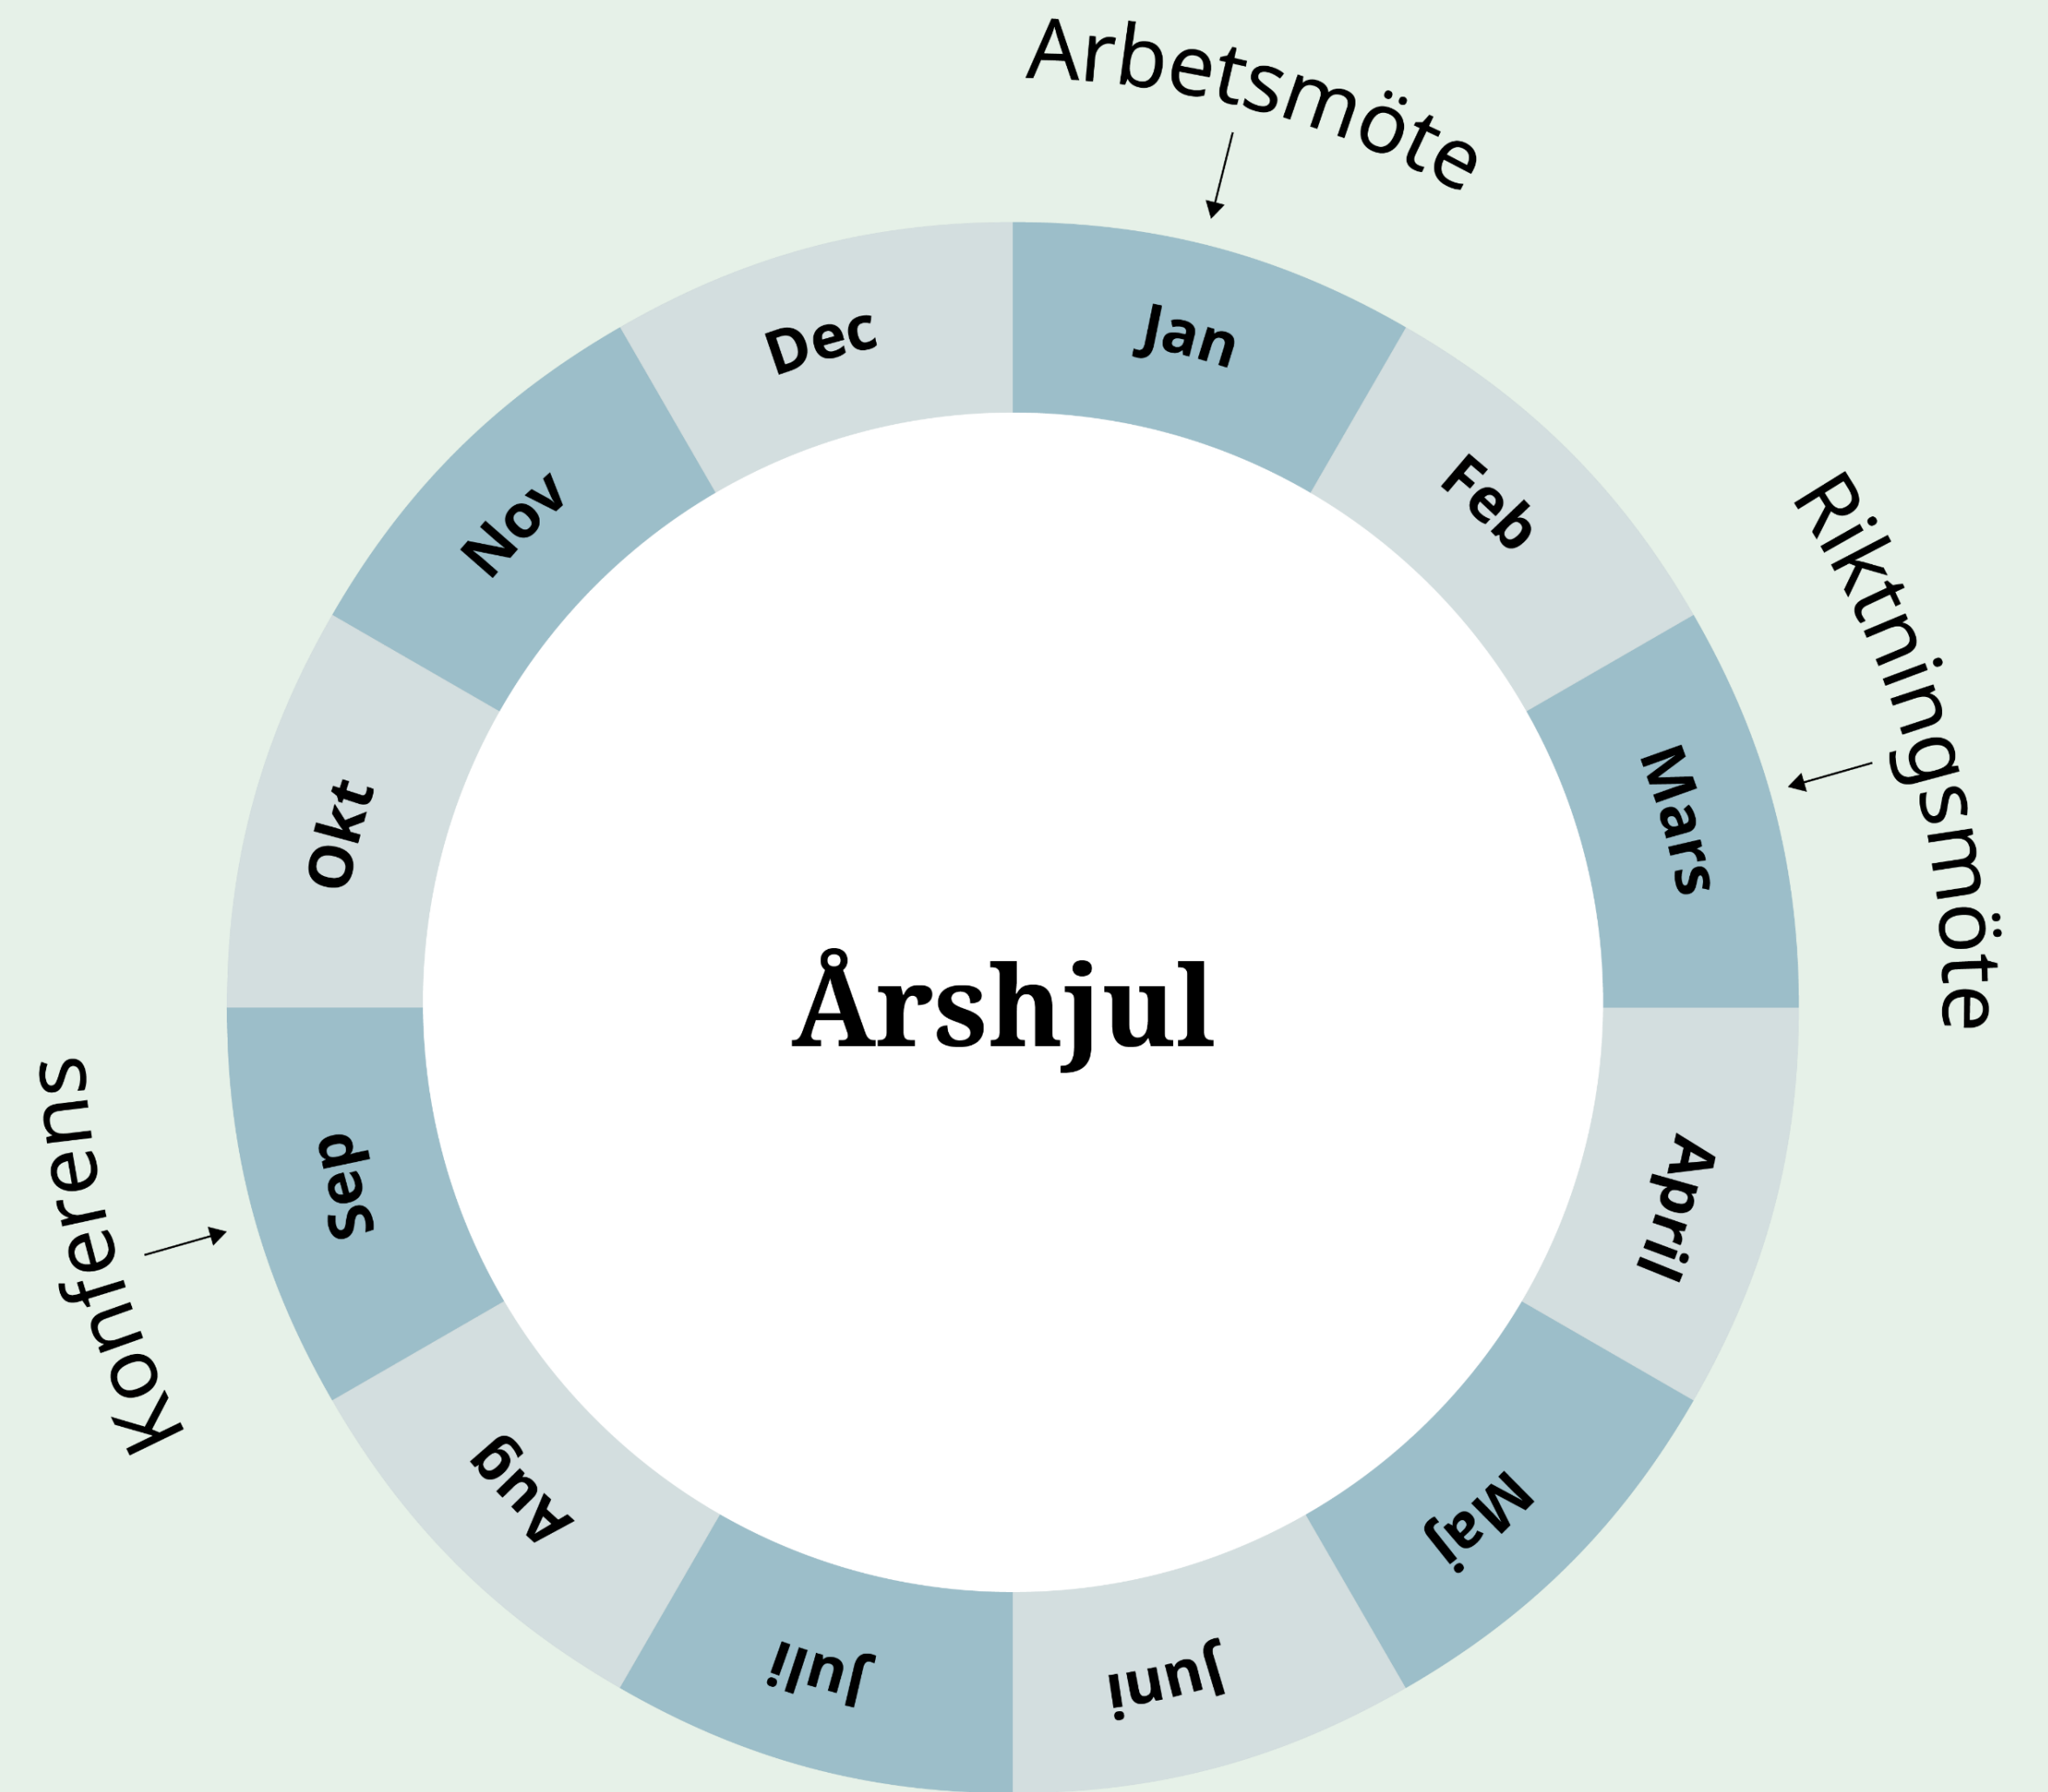 Arbetsmöte
Jan
Feb
Riktningsmöte
Mars
April
Maj
Juni
Juli
Aug
Konferens
Sep
Okt
Nov
Dec
Årshjul